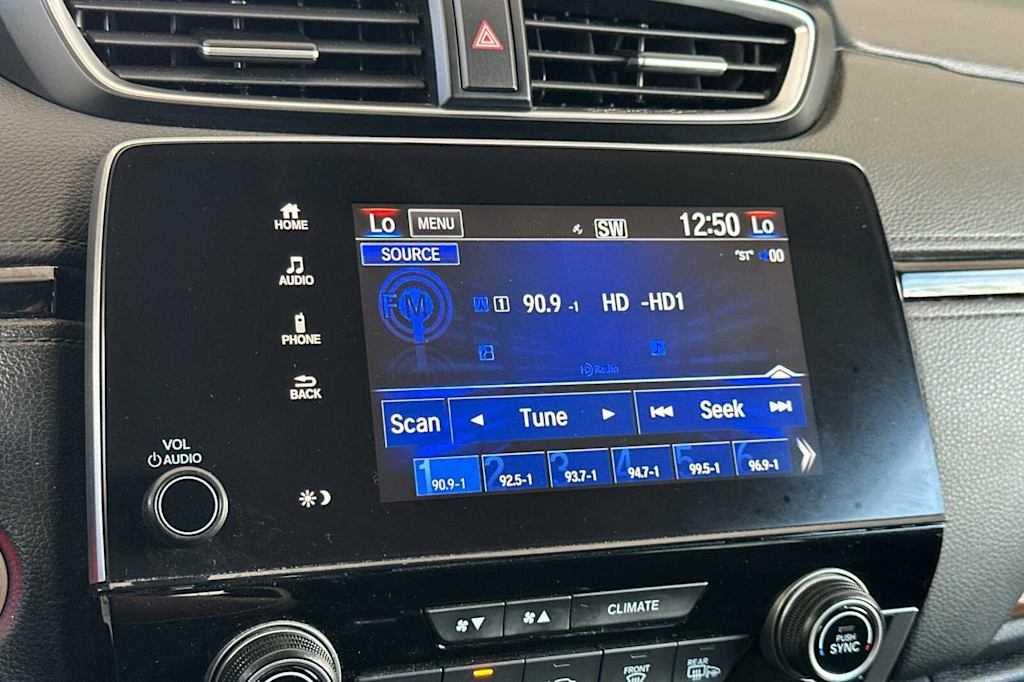 HOME
AUDIO
PHONE
BACK
VOL
AUDIO
Lo MENU SW 12:50 Lo
SOURCE "ST" 00
FM 1 90.9 -1 HD -HD1
HD Radio
Scan Tune Seek
1 90.9-1 2 92.5-1 3 93.7-1 4 94.7-1 5 99.5-1 6 96.9-1
CLIMATE
PUSH
SYNC
FRONT REAR